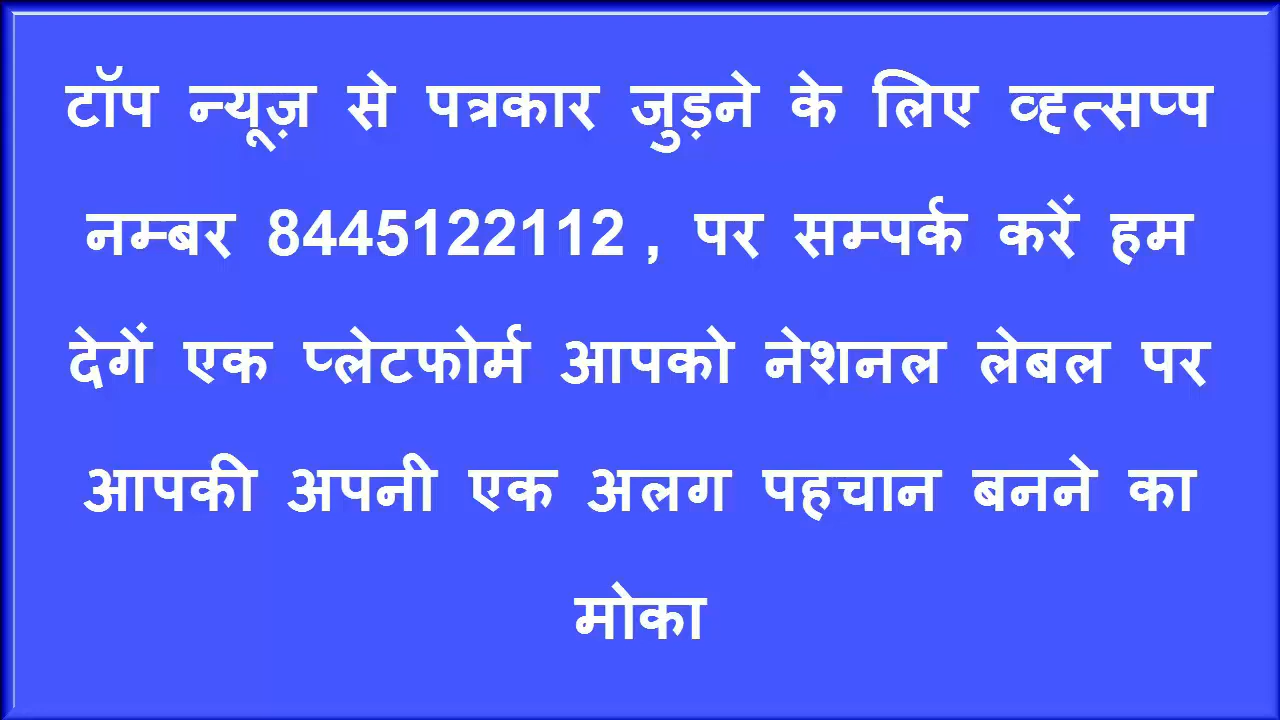 टॉप न्यूज़ से पत्रकार जुड़ने के लिए व्ह्त्सप्प
नम्बर 8445122112 , पर सम्पर्क करें हम
देगें एक प्लेटफोर्म आपको नेशनल लेबल पर
आपकी अपनी एक अलग पहचान बनने का
मोका